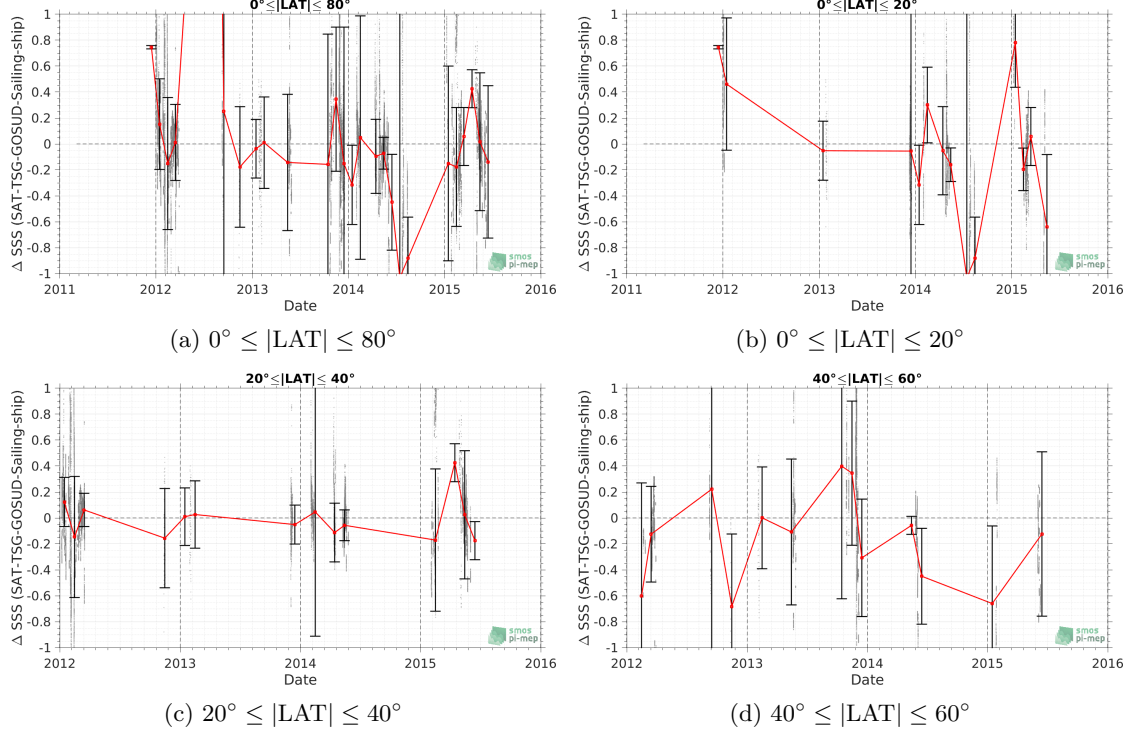 0°≤|LAT|≤ 80°
Δ SSS (SAT-TSG-GOSUD-Sailing-ship)
1
0.8
0.6
0.4
0.2
0
-0.2
-0.4
-0.6
-0.8
-1
2011 2012 2013 2014 2015 2016
Date
smos
pi-mep
(a) 0° ≤ |LAT| ≤ 80°
0°≤|LAT|≤ 20°
Δ SSS (SAT-TSG-GOSUD-Sailing-ship)
1
0.8
0.6
0.4
0.2
0
-0.2
-0.4
-0.6
-0.8
-1
2011 2012 2013 2014 2015 2016
Date
smos
pi-mep
(b) 0° ≤ |LAT| ≤ 20°
20°≤|LAT|≤ 40°
Δ SSS (SAT-TSG-GOSUD-Sailing-ship)
1
0.8
0.6
0.4
0.2
0
-0.2
-0.4
-0.6
-0.8
-1
2012 2013 2014 2015 2016
Date
smos
pi-mep
(c) 20° ≤ |LAT| ≤ 40°
40°≤|LAT|≤ 60°
Δ SSS (SAT-TSG-GOSUD-Sailing-ship)
1
0.8
0.6
0.4
0.2
0
-0.2
-0.4
-0.6
-0.8
-1
2012 2013 2014 2015 2016
Date
smos
pi-mep
(d) 40° ≤ |LAT| ≤ 60°